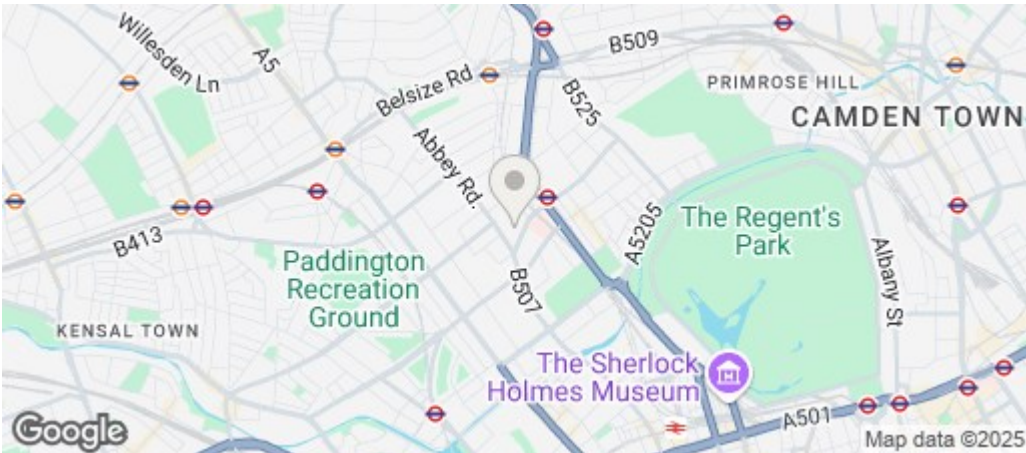 Willesden Ln
A5
B509
Belsize Rd
B525
PRIMROSE HILL
CAMDEN TOWN
Abbey Rd.
A5205
The Regent's
Park
B413
Paddington
Recreation
Ground
B507
Albany St
KENSAL TOWN
The Sherlock
Holmes Museum
A501
Google
Map data ©2025